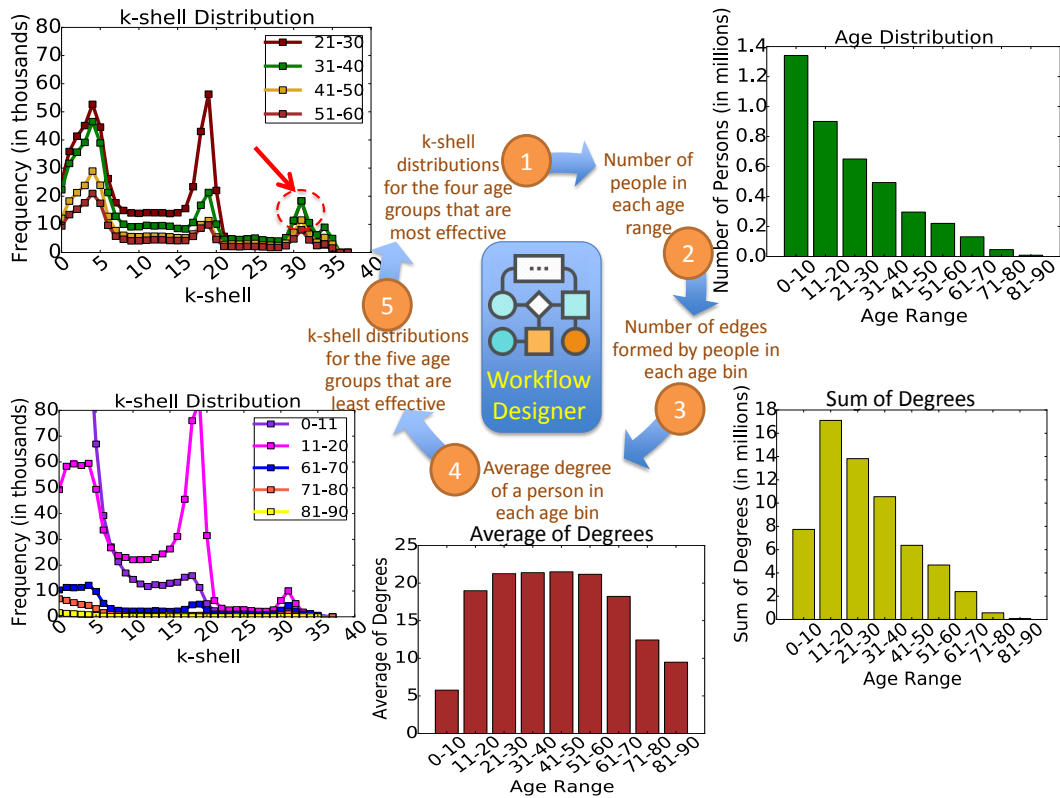 k-shell Distribution
Frequency (in thousands)
80
70
60
50
40
30
20
10
0
21-30
31-40
41-50
51-60
0 5 10 15 20 25 30 35 40
k-shell
k-shell
distributions
for the four age
groups that are
most effective
1
Number of
people in
each age
range
Age Distribution
Number of Persons (in millions)
1.4
1.2
1.0
0.8
0.6
0.4
0.2
0.0
0-10 11-20 21-30 31-40 41-50 51-60 61-70 71-80 81-90
Age Range
2
Number of edges
formed by people in
each age bin
5
k-shell distributions
for the five age
groups that are
least effective
...
Workflow
Designer
3
4
Average degree
of a person in
each age bin
k-shell Distribution
Frequency (in thousands)
80
70
60
50
40
30
20
10
0
0-11
11-20
61-70
71-80
81-90
0 5 10 15 20 25 30 35 40
k-shell
Average of Degrees
Average of Degrees
25
20
15
10
5
0
0-10 11-20 21-30 31-40 41-50 51-60 61-70 71-80 81-90
Age Range
Sum of Degrees
Sum of Degrees (in millions)
18
16
14
12
10
8
6
4
2
0
0-10 11-20 21-30 31-40 41-50 51-60 61-70 71-80 81-90
Age Range